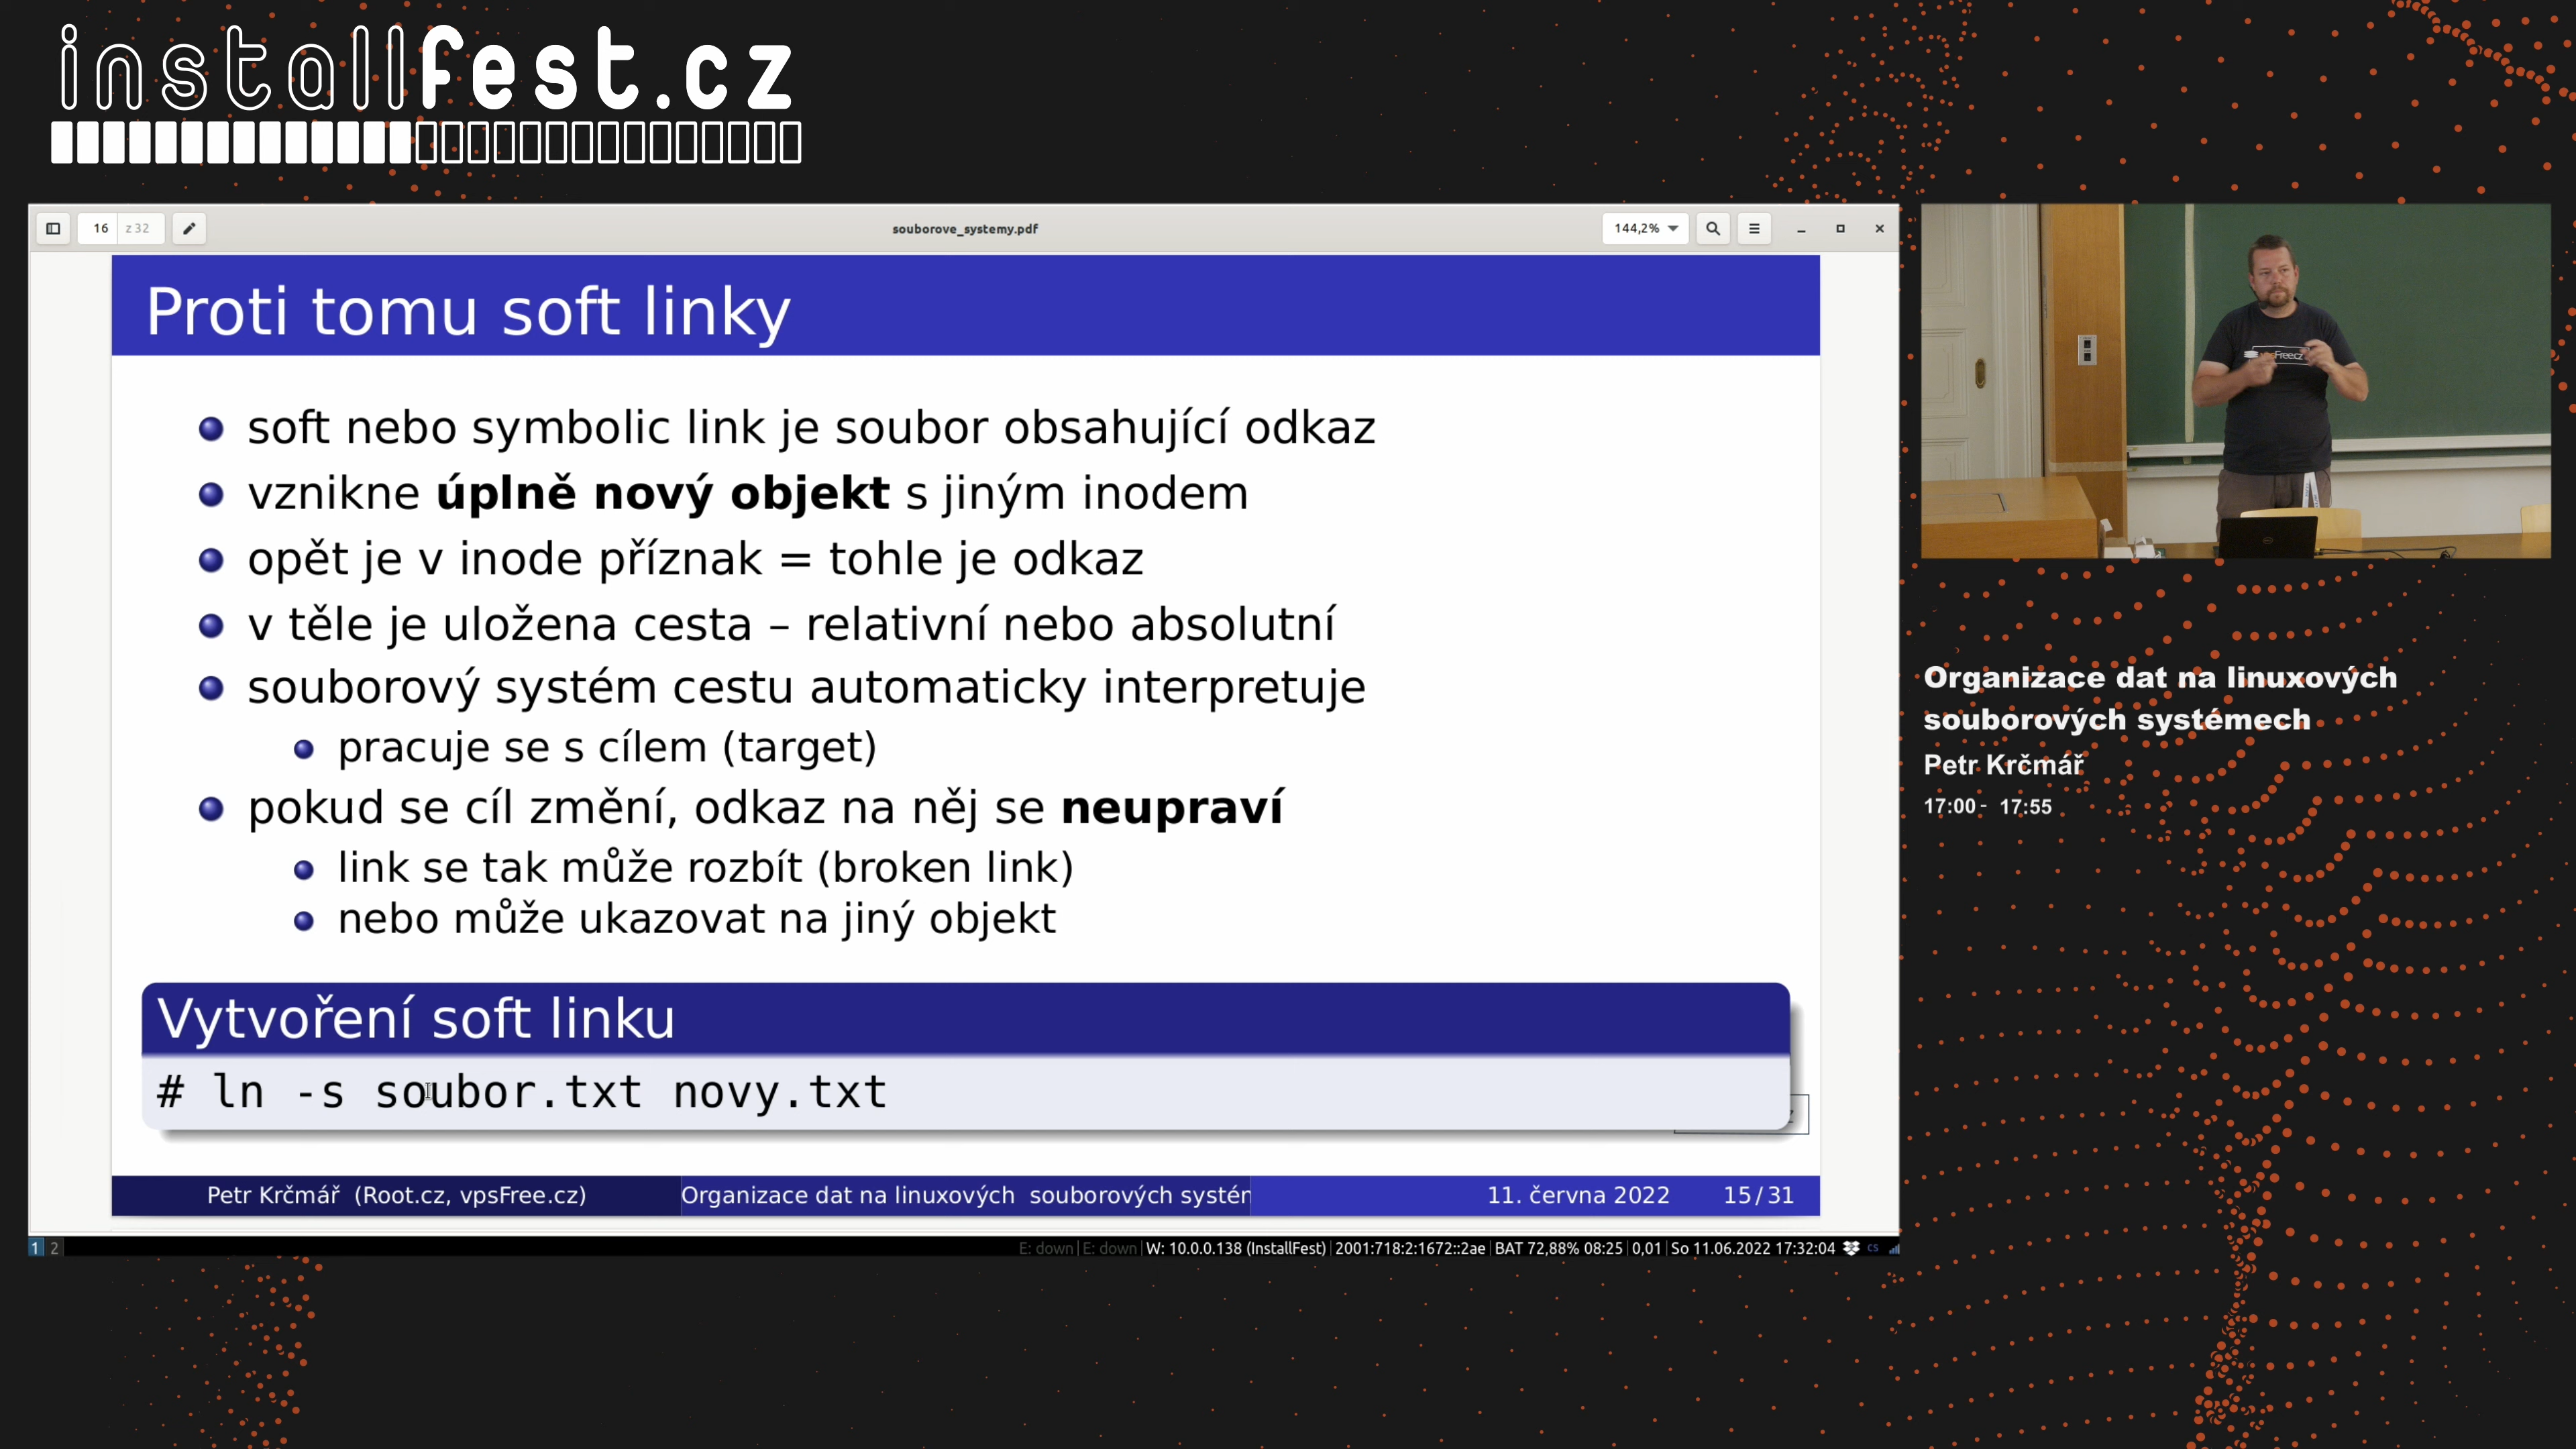 installfest.cz
16 z 32
souborove_systemy.pdf
144,2%
Proti tomu soft linky
soft nebo symbolic link je soubor obsahující odkaz
vznikne úplně nový objekt s jiným inodem
opět je v inode příznak = tohle je odkaz
v těle je uložena cesta – relativní nebo absolutní
souborový systém cestu automaticky interpretuje
pracuje se s cílem (target)
pokud se cíl změní, odkaz na něj se neupraví
link se tak může rozbít (broken link)
nebo může ukazovat na jiný objekt
Vytvoření soft linku
# ln -s soubor.txt novy.txt
Petr Krčmář (Root.cz, vpsFree.cz)
Organizace dat na linuxových souborových systém
11. června 2022
15 / 31
1 2
E: down | E: down | W: 10.0.0.138 (InstallFest) | 2001:718:2:1672::2ae | BAT 72,88% 08:25 | 0,01 | So 11.06.2022 17:32:04 cs
Organizace dat na linuxových
souborových systémech
Petr Krčmář
17:00 - 17:55